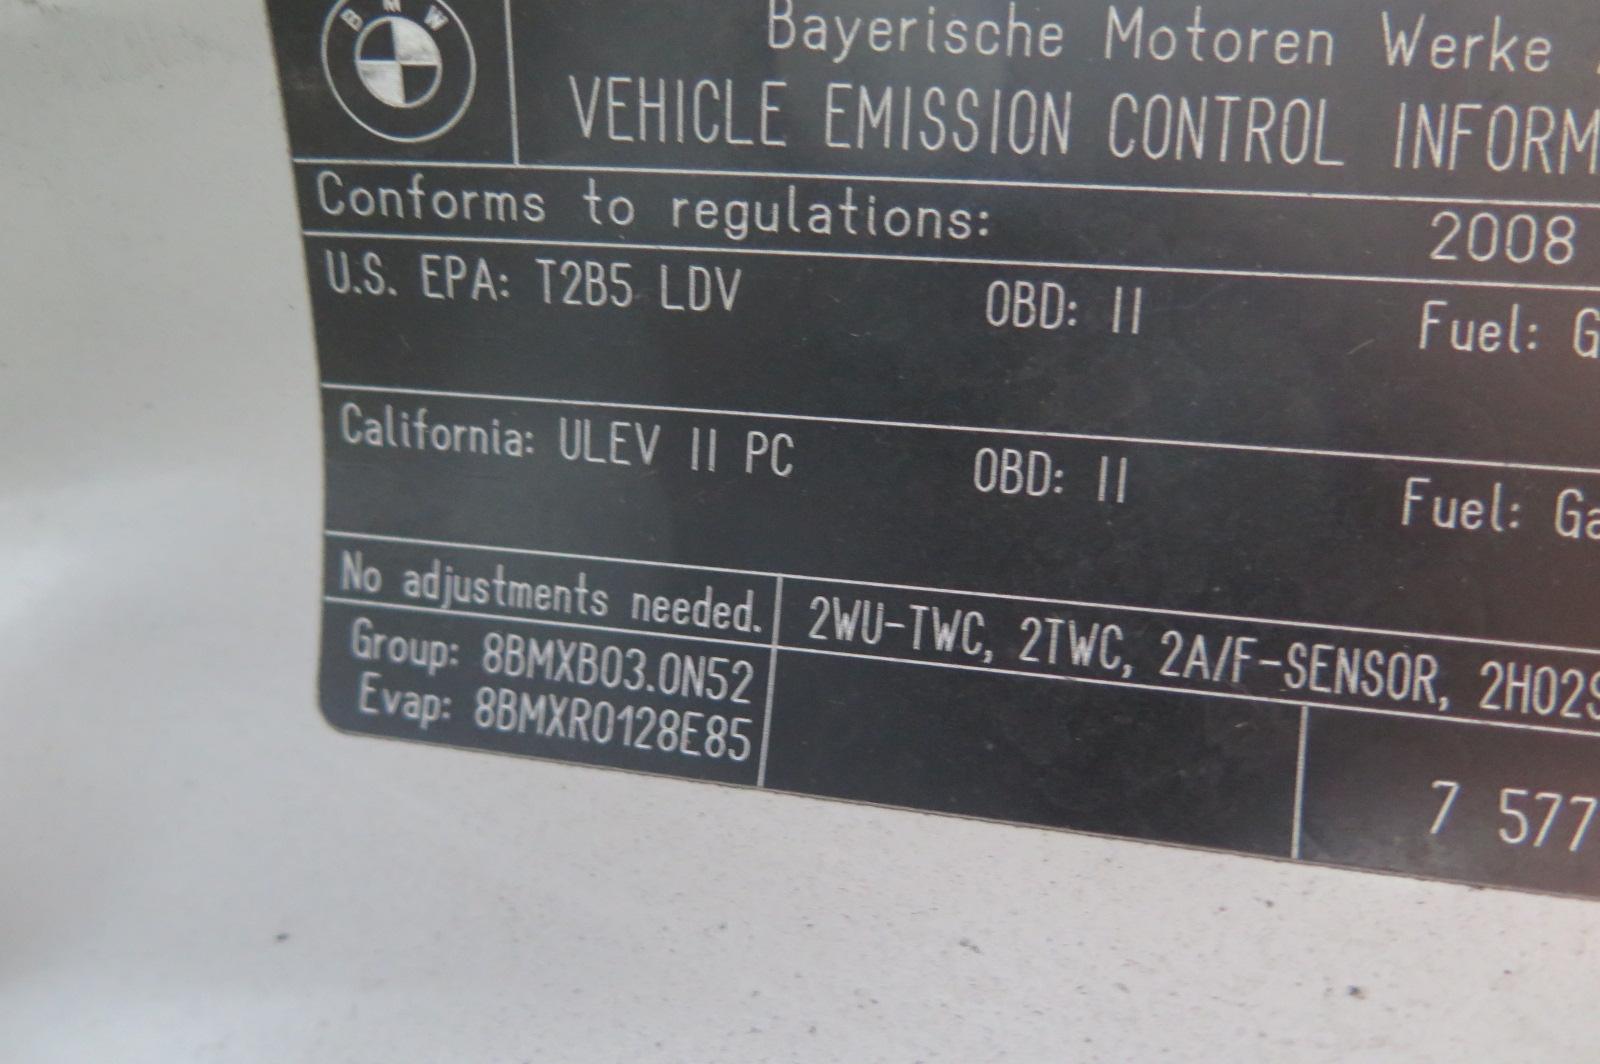 BMW
Bayerische Motoren Werke
VEHICLE EMISSION CONTROL INFORM
Conforms to regulations: 2008
U.S. EPA: T2B5 LDV OBD: II Fuel: G
California: ULEV II PC OBD: II Fuel: Ga
No adjustments needed. 2WU-TWC, 2TWC, 2A/F-SENSOR, 2HO2S
Group: 8BMXB03.0N52
Evap: 8BMXR0128E85
7 577